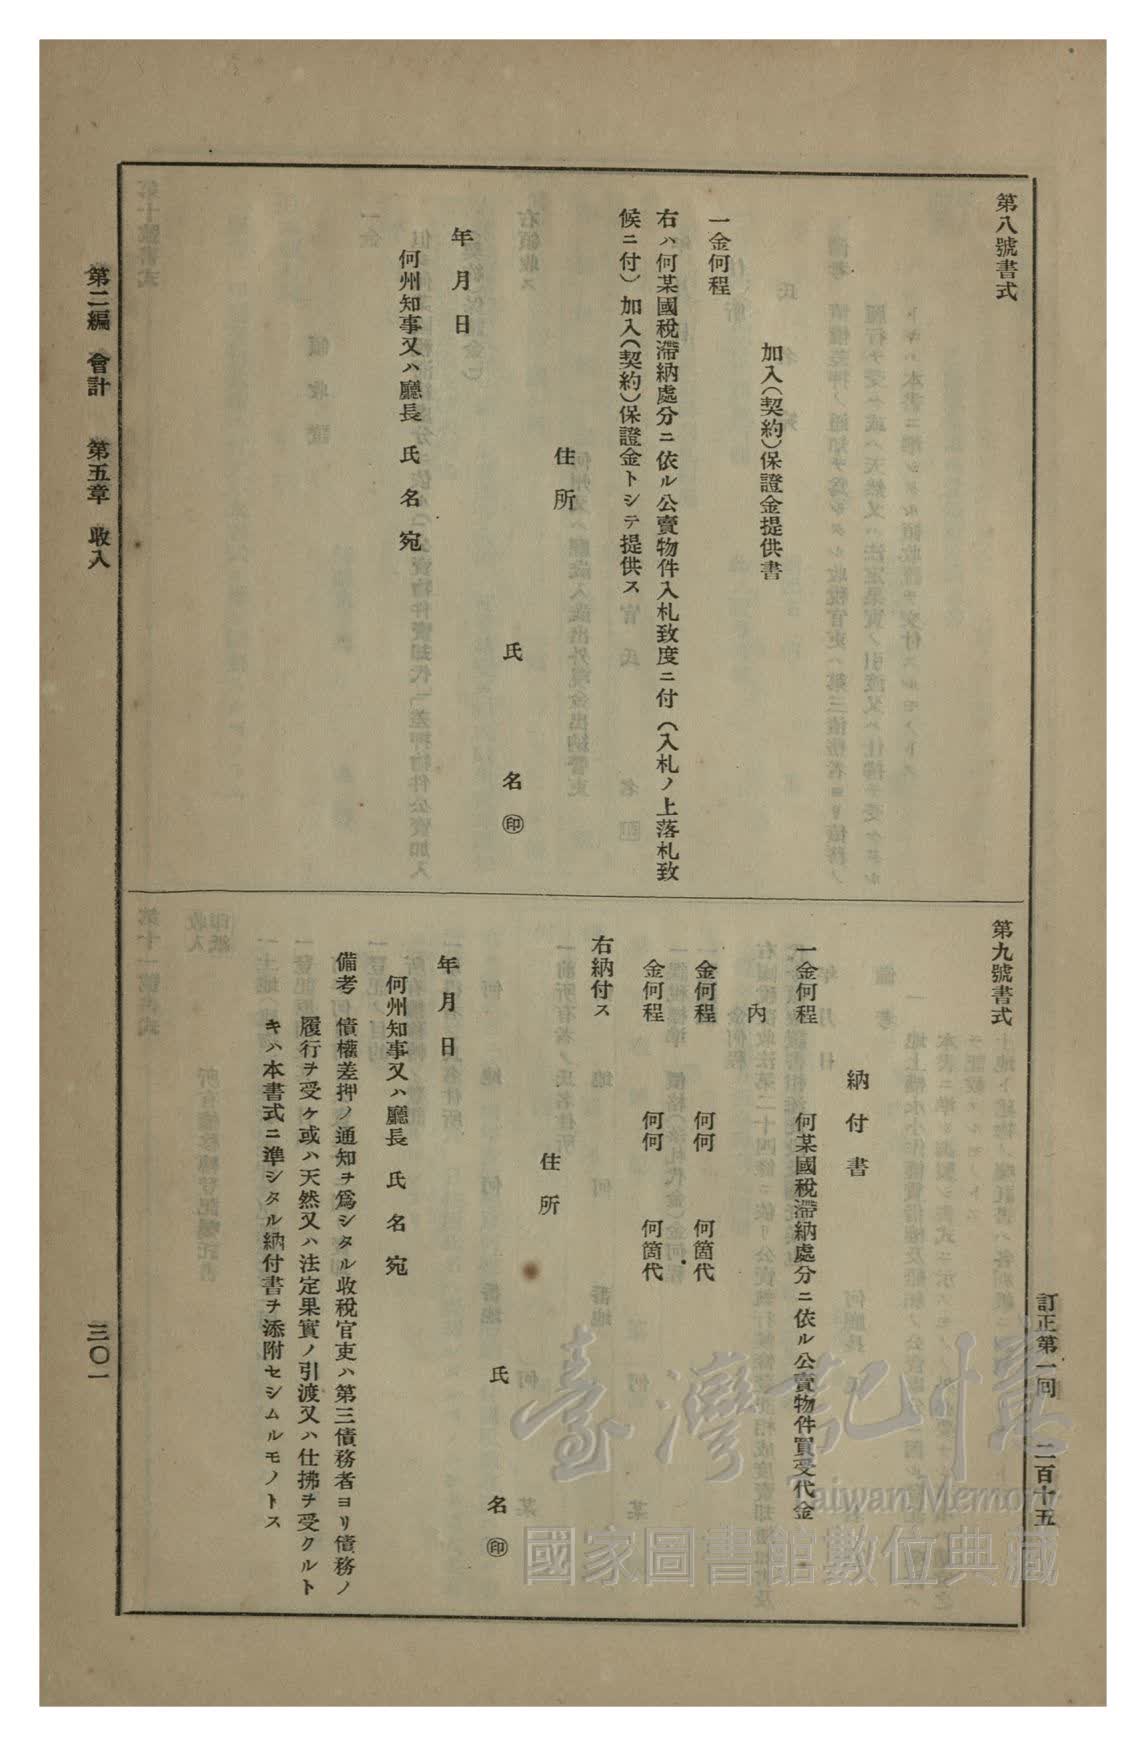 訂正第一回 二百十五
第八號書式
加入(契約)保證金提供書
一金何程
右ハ何某國稅滯納處分ニ依ル公賣物件入札致度ニ付(入札ノ上落札致
候ニ付)加入(契約)保證金トシテ提供ス
住所
氏名㊞
年月日
何州知事又ハ廳長 氏名宛
第九號書式
納付書
一金何程 何某國稅滯納處分ニ依ル公賣物件買受代金
內
金何程 何何 何箇代
金何程 何何 何箇代
右納付ス
住所
氏名㊞
年月日
何州知事又ハ廳長 氏名宛
備考 債權差押ノ通知ヲ爲シタル收稅官吏ハ第三債務者ヨリ債務ノ
履行ヲ受ケ或ハ天然又ハ法定果實ノ引渡又ハ仕拂ヲ受クルト
キハ本書式ニ準シタル納付書ヲ添附セシムルモノトス
第二編 會計 第五章 收入
三〇一
臺灣記憶
Taiwan Memory
國家圖書館數位典藏